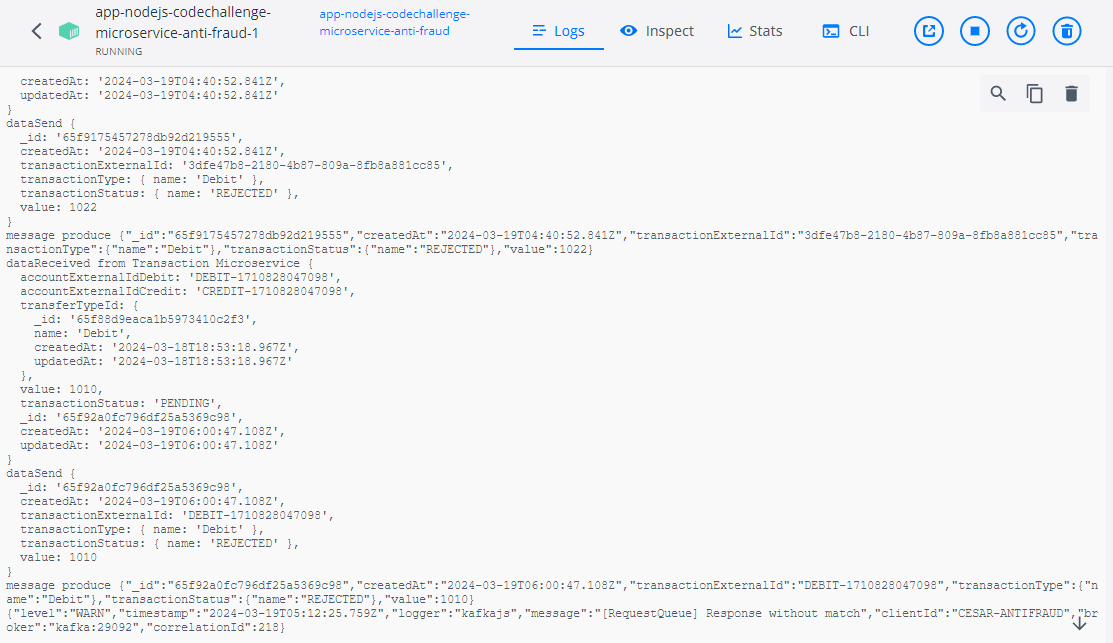 app-nodejs-codechallenge-
microservice-anti-fraud-1
RUNNING
app-nodejs-codechallenge-
microservice-anti-fraud
Logs
Inspect
Stats
CLI
createdAt: '2024-03-19T04:40:52.841Z',
updatedAt: '2024-03-19T04:40:52.841Z'
}
dataSend {
_id: '65f9175457278db92d219555',
createdAt: '2024-03-19T04:40:52.841Z',
transactionExternalId: '3dfe47b8-2180-4b87-809a-8fb8a881cc85',
transactionType: { name: 'Debit' },
transactionStatus: { name: 'REJECTED' },
value: 1022
}
message produce {"_id":"65f9175457278db92d219555","createdAt":"2024-03-19T04:40:52.841Z","transactionExternalId":"3dfe47b8-2180-4b87-809a-8fb8a881cc85","tra
nsactionType":{"name":"Debit"},"transactionStatus":{"name":"REJECTED"},"value":1022}
dataReceived from Transaction Microservice {
accountExternalIdDebit: 'DEBIT-1710828047098',
accountExternalIdCredit: 'CREDIT-1710828047098',
transferTypeId: {
_id: '65f88d9eaca1b5973410c2f3',
name: 'Debit',
createdAt: '2024-03-18T18:53:18.967Z',
updatedAt: '2024-03-18T18:53:18.967Z'
},
value: 1010,
transactionStatus: 'PENDING',
_id: '65f92a0fc796df25a5369c98',
createdAt: '2024-03-19T06:00:47.108Z',
updatedAt: '2024-03-19T06:00:47.108Z'
}
dataSend {
_id: '65f92a0fc796df25a5369c98',
createdAt: '2024-03-19T06:00:47.108Z',
transactionExternalId: 'DEBIT-1710828047098',
transactionType: { name: 'Debit' },
transactionStatus: { name: 'REJECTED' },
value: 1010
}
message produce {"_id":"65f92a0fc796df25a5369c98","createdAt":"2024-03-19T06:00:47.108Z","transactionExternalId":"DEBIT-1710828047098","transactionType":{"n
ame":"Debit"},"transactionStatus":{"name":"REJECTED"},"value":1010}
{"level":"WARN","timestamp":"2024-03-19T05:12:25.759Z","logger":"kafkajs","message":"[RequestQueue] Response without match","clientId":"CESAR-ANTIFRAUD","br
oker":"kafka:29092","correlationId":218}